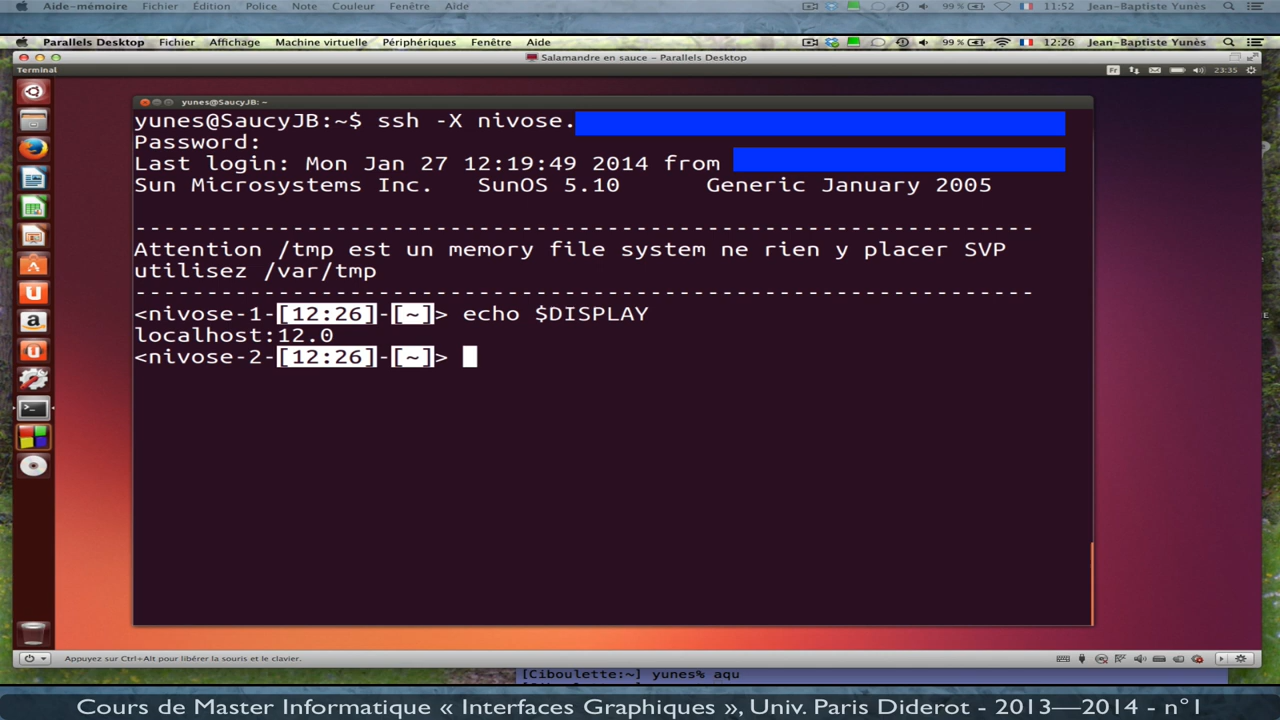 Aide-mémoire Fichier Édition Police Note Couleur Fenêtre Aide 99 % 11:52 Jean-Baptiste Yunès
Parallels Desktop Fichier Affichage Machine virtuelle Périphériques Fenêtre Aide 99 % 12:26 Jean-Baptiste Yunès
Salamandre en sauce – Parallels Desktop
Terminal Fr 23:35
yunes@SaucyJB: ~
yunes@SaucyJB:~$ ssh -X nivose.
Password:
Last login: Mon Jan 27 12:19:49 2014 from
Sun Microsystems Inc. SunOS 5.10 Generic January 2005
--------------------------------------------------------------
Attention /tmp est un memory file system ne rien y placer SVP
utilisez /var/tmp
--------------------------------------------------------------
<nivose-1-[12:26]-[~]> echo $DISPLAY
localhost:12.0
<nivose-2-[12:26]-[~]>
Appuyez sur Ctrl+Alt pour libérer la souris et le clavier.
[Ciboulette:~] yunes% aqu
Cours de Master Informatique « Interfaces Graphiques », Univ. Paris Diderot - 2013—2014 - n°1